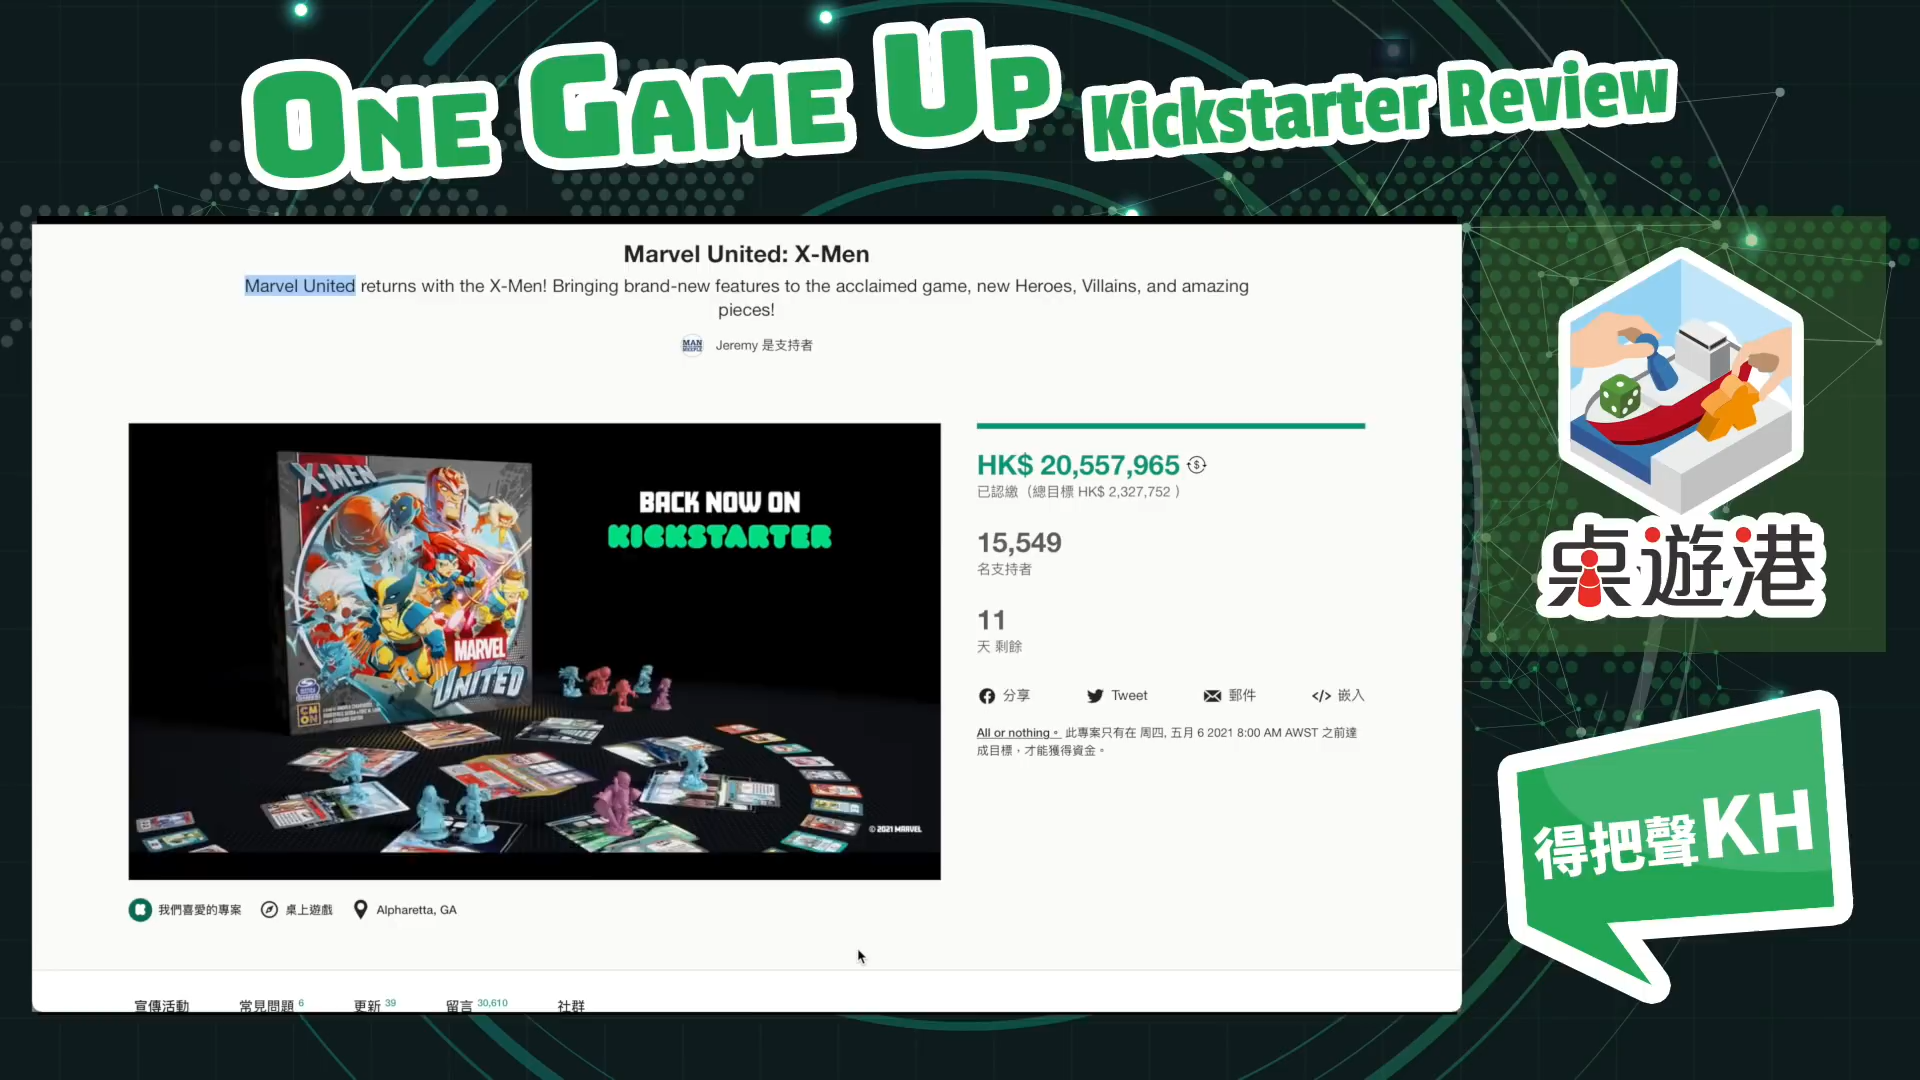 ONE GAME UP Kickstarter Review
Marvel United: X-Men
Marvel United returns with the X-Men! Bringing brand-new features to the acclaimed game, new Heroes, Villains, and amazing
pieces!
MAN
Jeremy 是支持者
X-MEN
MARVEL
UNITED
CMON
BACK NOW ON
KICKSTARTER
© 2021 MARVEL
HK$ 20,557,965
已認繳（總目標 HK$ 2,327,752 ）
15,549
名支持者
11
天 剩餘
分享 Tweet 郵件 </> 嵌入
All or nothing。 此專案只有在 周四, 五月 6 2021 8:00 AM AWST 之前達
成目標，才能獲得資金。
我們喜愛的專案 桌上遊戲 Alpharetta, GA
宣傳活動 常見問題 6 更新 39 留言 30,610 社群
桌遊港
得把聲KH